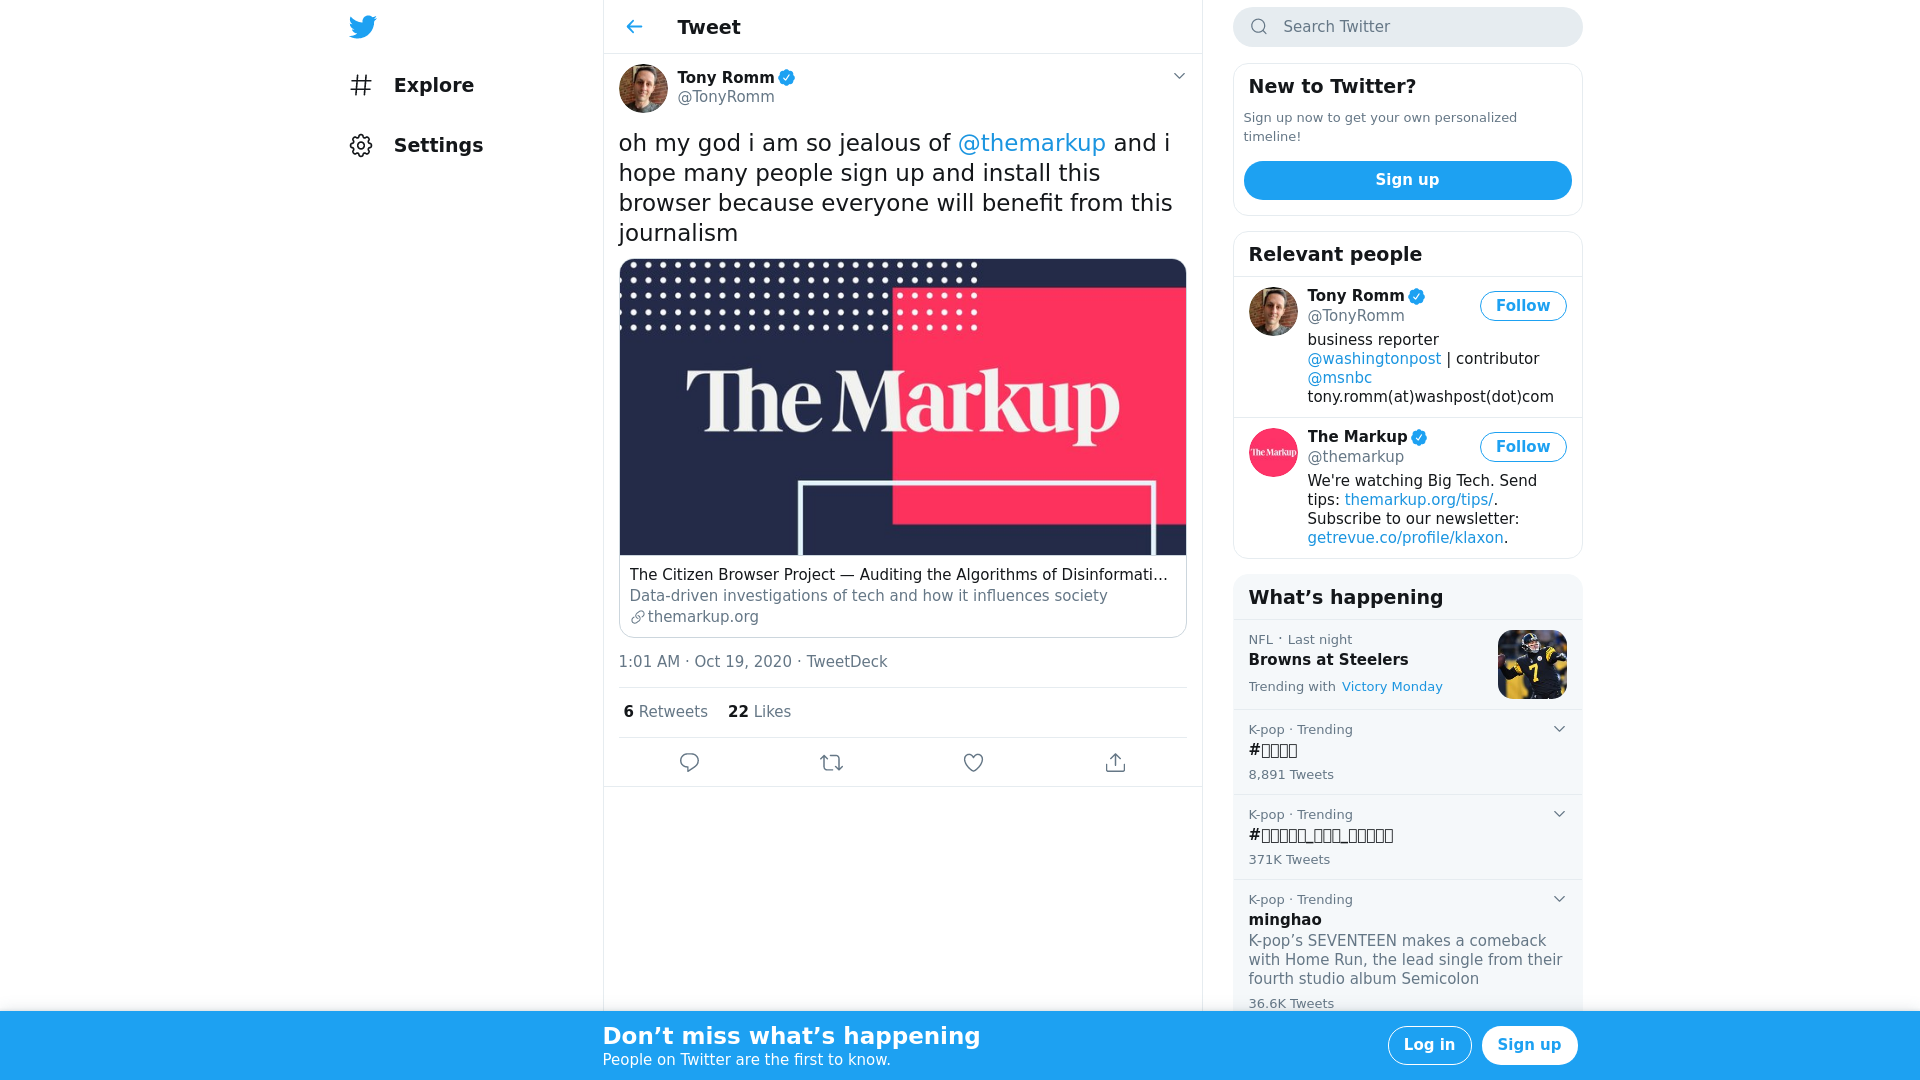 Explore
Settings
Tweet
Tony Romm
@TonyRomm
oh my god i am so jealous of @themarkup and i
hope many people sign up and install this
browser because everyone will benefit from this
journalism
The Markup
The Citizen Browser Project — Auditing the Algorithms of Disinformati...
Data-driven investigations of tech and how it influences society
themarkup.org
1:01 AM · Oct 19, 2020 · TweetDeck
6 Retweets 22 Likes
Search Twitter
New to Twitter?
Sign up now to get your own personalized
timeline!
Sign up
Relevant people
Tony Romm
@TonyRomm
Follow
business reporter
@washingtonpost | contributor
@msnbc
tony.romm(at)washpost(dot)com
The Markup
The Markup
@themarkup
Follow
We're watching Big Tech. Send
tips: themarkup.org/tips/.
Subscribe to our newsletter:
getrevue.co/profile/klaxon.
What’s happening
NFL · Last night
Browns at Steelers
Trending with Victory Monday
7
K-pop · Trending
#
8,891 Tweets
K-pop · Trending
#
371K Tweets
K-pop · Trending
minghao
K-pop’s SEVENTEEN makes a comeback
with Home Run, the lead single from their
fourth studio album Semicolon
36.6K Tweets
Don’t miss what’s happening
People on Twitter are the first to know.
Log in
Sign up